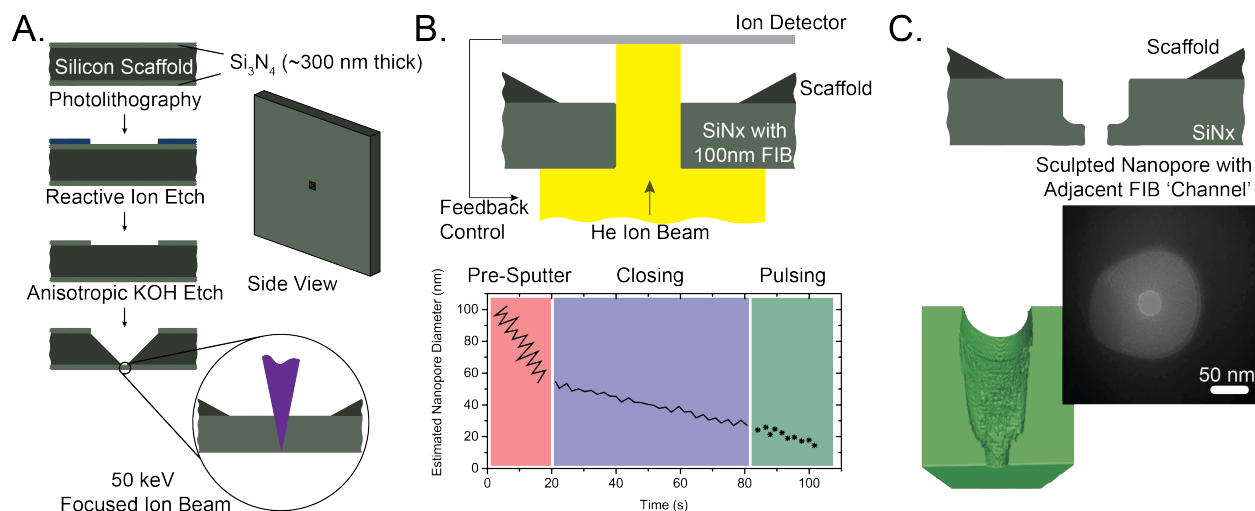 A.
Silicon Scaffold
Si3N4 (~300 nm thick)
Photolithography
Reactive Ion Etch
Anisotropic KOH Etch
Side View
50 keV
Focused Ion Beam
B.
Ion Detector
Scaffold
SiNx with
100nm FIB
Feedback
Control
He Ion Beam
Pre-Sputter
Closing
Pulsing
Estimated Nanopore Diameter (nm)
100
80
60
40
20
0
0
20
40
60
80
100
Time (s)
C.
Scaffold
SiNx
Sculpted Nanopore with
Adjacent FIB ‘Channel’
50 nm